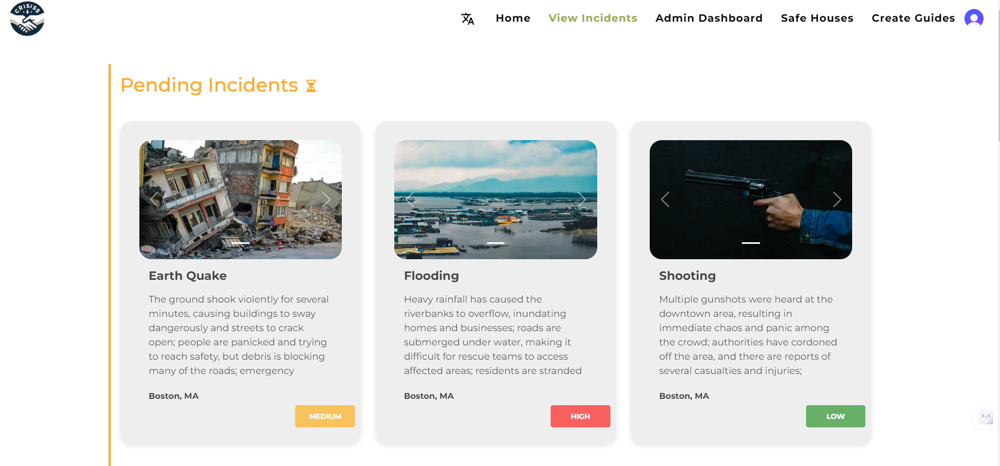 CRISISS
Home
View Incidents
Admin Dashboard
Safe Houses
Create Guides
Pending Incidents
Earth Quake
The ground shook violently for several
minutes, causing buildings to sway
dangerously and streets to crack
open; people are panicked and trying
to reach safety, but debris is blocking
many of the roads; emergency
Boston, MA
MEDIUM
Flooding
Heavy rainfall has caused the
riverbanks to overflow, inundating
homes and businesses; roads are
submerged under water, making it
difficult for rescue teams to access
affected areas; residents are stranded
Boston, MA
HIGH
Shooting
Multiple gunshots were heard at the
downtown area, resulting in
immediate chaos and panic among
the crowd; authorities have cordoned
off the area, and there are reports of
several casualties and injuries;
Boston, MA
LOW